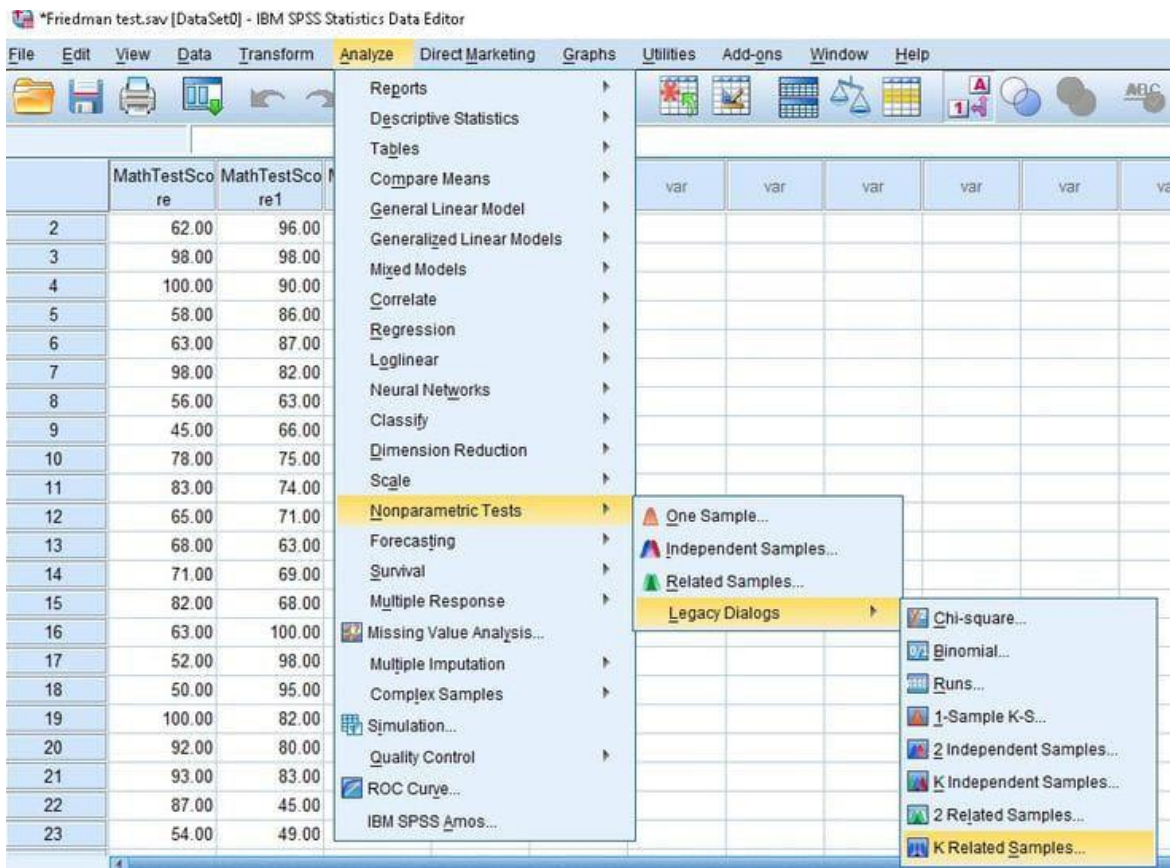 *Friedman test.sav [DataSet0] - IBM SPSS Statistics Data Editor
File Edit View Data Transform Analyze Direct Marketing Graphs Utilities Add-ons Window Help
MathTestScore MathTestScore1 var var var var var va
2 62.00 96.00
3 98.00 98.00
4 100.00 90.00
5 58.00 86.00
6 63.00 87.00
7 98.00 82.00
8 56.00 63.00
9 45.00 66.00
10 78.00 75.00
11 83.00 74.00
12 65.00 71.00
13 68.00 63.00
14 71.00 69.00
15 82.00 68.00
16 63.00 100.00
17 52.00 98.00
18 50.00 95.00
19 100.00 82.00
20 92.00 80.00
21 93.00 83.00
22 87.00 45.00
23 54.00 49.00
Reports
Descriptive Statistics
Tables
Compare Means
General Linear Model
Generalized Linear Models
Mixed Models
Correlate
Regression
Loglinear
Neural Networks
Classify
Dimension Reduction
Scale
Nonparametric Tests
Forecasting
Survival
Multiple Response
Missing Value Analysis...
Multiple Imputation
Complex Samples
Simulation...
Quality Control
ROC Curve...
IBM SPSS Amos...
One Sample...
Independent Samples...
Related Samples...
Legacy Dialogs
Chi-square...
Binomial...
Runs...
1-Sample K-S...
2 Independent Samples...
K Independent Samples...
2 Related Samples...
K Related Samples...